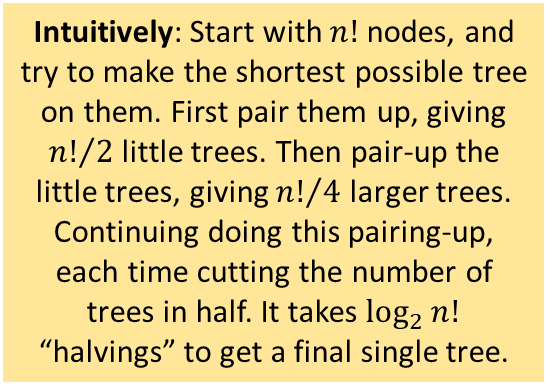 Intuitively: Start with n! nodes, and
try to make the shortest possible tree
on them. First pair them up, giving
n!/2 little trees. Then pair-up the
little trees, giving n!/4 larger trees.
Continuing doing this pairing-up,
each time cutting the number of
trees in half. It takes log₂ n!
“halvings” to get a final single tree.